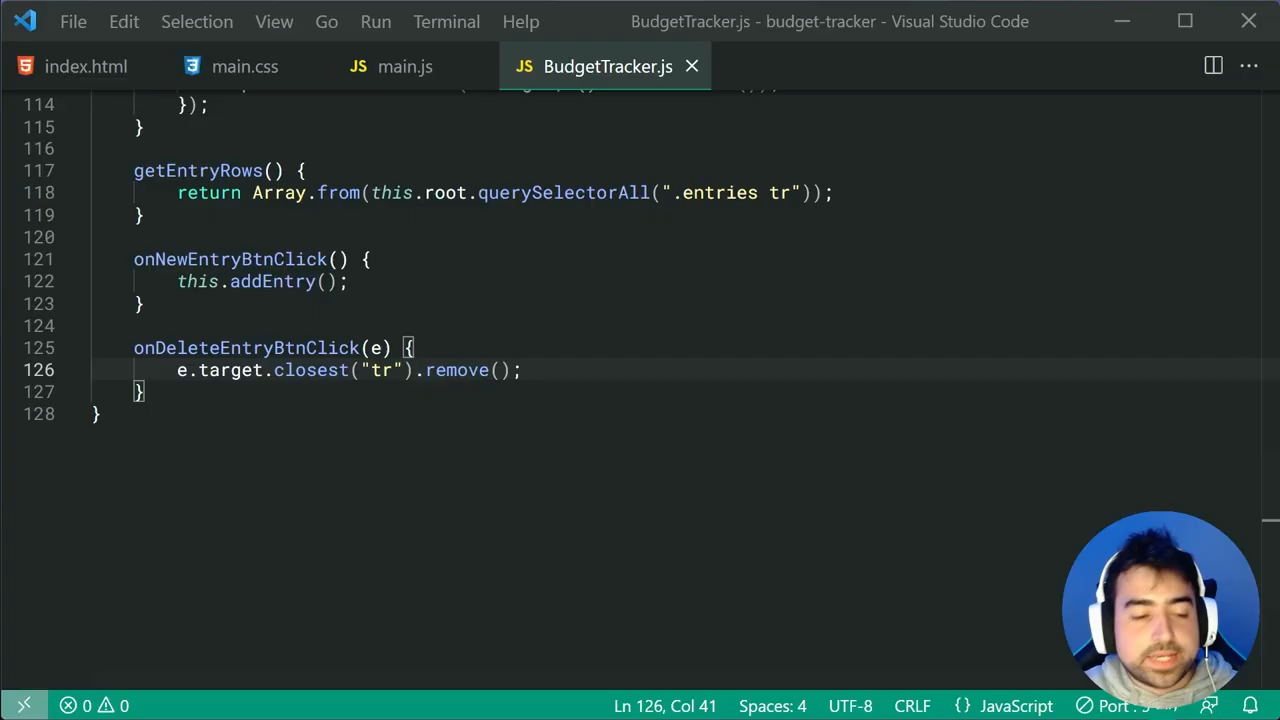 File Edit Selection View Go Run Terminal Help BudgetTracker.js - budget-tracker - Visual Studio Code
index.html main.css JS main.js JS BudgetTracker.js
114 });
115 }
116
117 getEntryRows() {
118 return Array.from(this.root.querySelectorAll(".entries tr"));
119 }
120
121 onNewEntryBtnClick() {
122 this.addEntry();
123 }
124
125 onDeleteEntryBtnClick(e) {
126 e.target.closest("tr").remove();
127 }
128 }
0 0 Ln 126, Col 41 Spaces: 4 UTF-8 CRLF {} JavaScript Port :